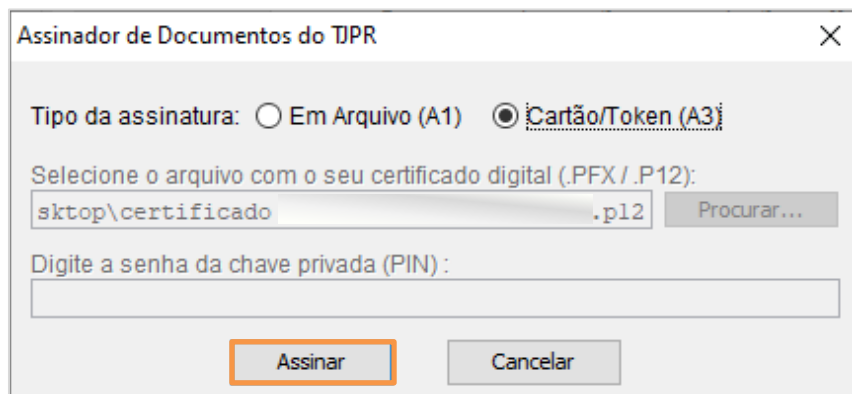 Assinador de Documentos do TJPR
Tipo da assinatura: Em Arquivo (A1) Cartão/Token (A3)
Selecione o arquivo com o seu certificado digital (.PFX / .P12):
sktop\certificado .p12 Procurar...
Digite a senha da chave privada (PIN) :
Assinar Cancelar